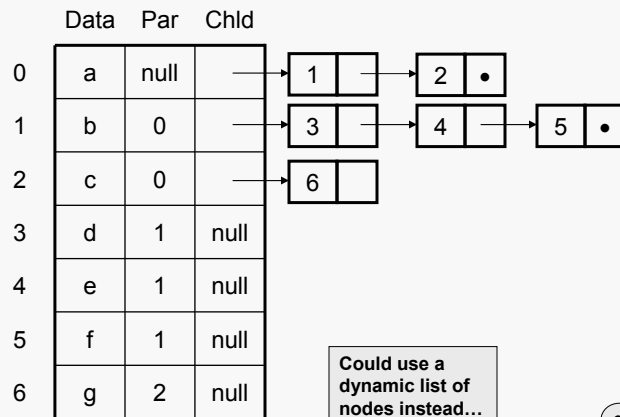 Data Par Chld
0 a null 1 2 •
1 b 0 3 4 5 •
2 c 0 6
3 d 1 null
4 e 1 null
5 f 1 null
6 g 2 null
Could use a
dynamic list of
nodes instead…